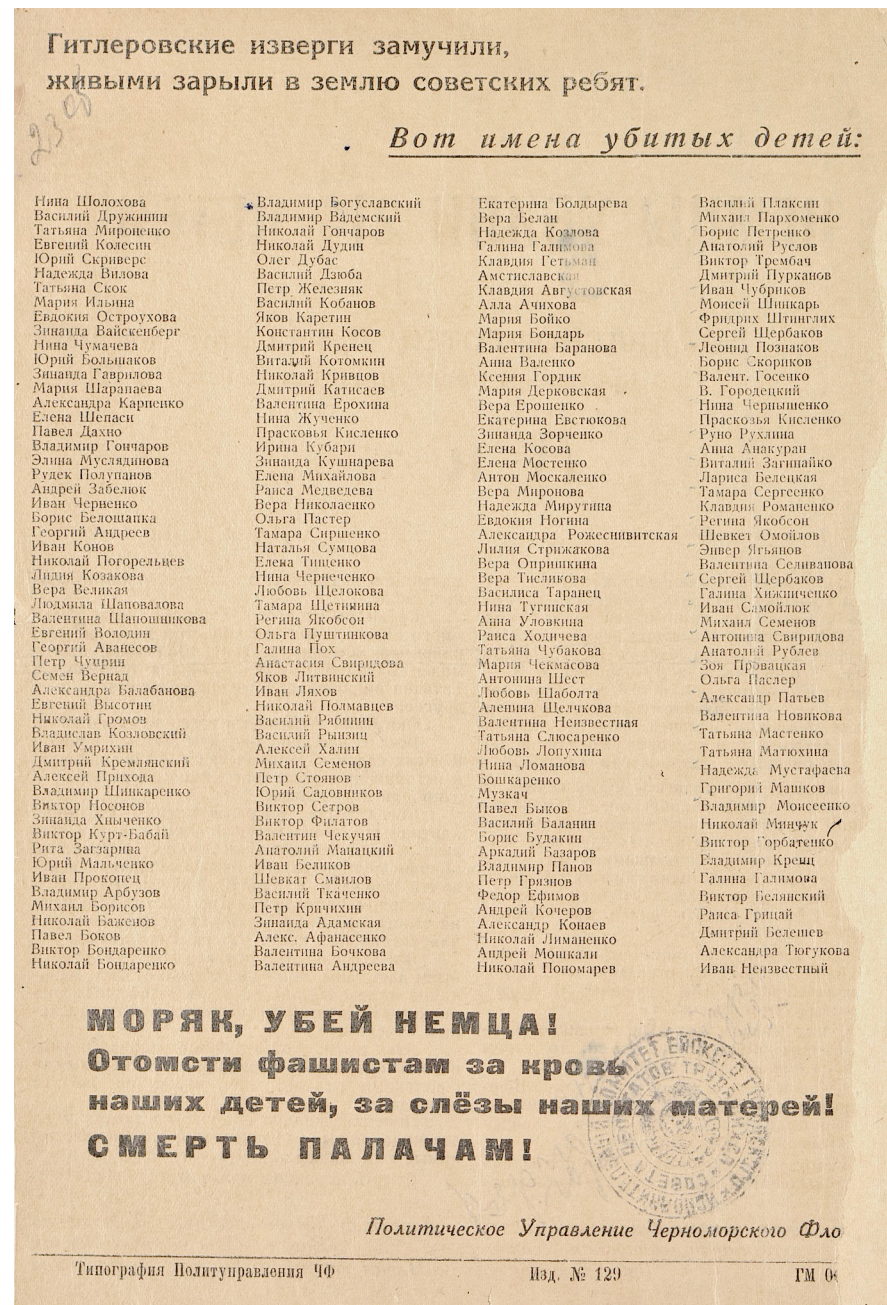 Гитлеровские изверги замучили,
живыми зарыли в землю советских ребят.
Вот имена убитых детей:
Нина Шолохова
Василий Дружинин
Татьяна Мироненко
Евгений Колесин
Юрий Скриверс
Надежда Вилова
Татьяна Скок
Мария Ильина
Евдокия Остроухова
Зинаида Вайскенберг
Нина Чумачева
Юрий Большаков
Зинаида Гаврилова
Мария Шарапаева
Александра Карпенко
Елена Шепаси
Павел Дахно
Владимир Гончаров
Элина Муслядинова
Рудек Полупанов
Андрей Забелюк
Иван Черненко
Борис Белошапка
Георгий Андреев
Иван Конов
Николай Погорельцев
Лидия Козакова
Вера Великая
Людмила Шаповалова
Валентина Шапошникова
Евгений Володин
Георгий Аванесов
Петр Чуприн
Семен Вернад
Александра Балабанова
Евгений Высотин
Николай Громов
Владислав Козловский
Иван Умрихин
Дмитрий Кремлянский
Алексей Прихода
Владимир Шинкаренко
Виктор Носонов
Зинаида Хныченко
Виктор Курт-Бабай
Рита Загзарина
Юрий Мальченко
Иван Прокопец
Владимир Арбузов
Михаил Борисов
Николай Баженов
Павел Боков
Виктор Бондаренко
Николай Бондаренко
Владимир Богуславский
Владимир Вадемский
Николай Гончаров
Николай Дудин
Олег Дубас
Василий Дзюба
Петр Железняк
Василий Кобанов
Яков Каретин
Константин Косов
Дмитрий Кренец
Виталий Котомкин
Николай Кривцов
Дмитрий Катисаев
Валентина Ерохина
Нина Жученко
Прасковья Кисленко
Ирина Кубари
Зинаида Кушнарева
Елена Михайлова
Раиса Медведева
Вера Николаенко
Ольга Пастер
Тамара Сиршенко
Наталья Сумцова
Елена Тищенко
Нина Чернеченко
Любовь Щелокова
Тамара Щетинина
Регина Якобсон
Ольга Пуштинкова
Галина Пох
Анастасия Свиридова
Яков Литвинский
Иван Ляхов
Николай Полмавцев
Василий Рябинин
Василий Рынзиц
Алексей Халин
Михаил Семенов
Петр Стоянов
Юрий Садовников
Виктор Сетров
Виктор Филатов
Валентин Чекучян
Анатолий Манацкий
Иван Беликов
Шевкат Смаилов
Василий Ткаченко
Петр Кричихин
Зинаида Адамская
Алекс. Афанасенко
Валентина Бочкова
Валентина Андреева
Екатерина Болдырева
Вера Белан
Надежда Козлова
Галина Галимова
Клавдия Гетьман
Амстиславская
Клавдия Августовская
Алла Ачихова
Мария Бойко
Мария Бондарь
Валентина Баранова
Анна Валенко
Ксения Гордик
Мария Дерковская
Вера Ерошенко
Екатерина Евстюкова
Зинаида Зорченко
Елена Косова
Елена Мостенко
Антон Москаленко
Вера Миронова
Надежда Мирутина
Евдокия Ногина
Александра Рожеснивитская
Лилия Стрижакова
Вера Опришкина
Вера Тисликова
Василиса Таранец
Нина Тугинская
Анна Уловкина
Раиса Ходичева
Татьяна Чубакова
Мария Чекмасова
Антонина Шест
Любовь Шаболта
Аленина Щелчкова
Валентина Неизвестная
Татьяна Слюсаренко
Любовь Лопухина
Нина Ломанова
Бошкаренко
Музкач
Павел Быков
Василий Баланин
Борис Будакин
Аркадий Базаров
Владимир Панов
Петр Грязнов
Федор Ефимов
Андрей Кочеров
Александр Конаев
Николай Лиманенко
Андрей Мошкали
Николай Пономарев
Василий Плаксин
Михаил Пархоменко
Борис Петренко
Анатолий Руслов
Виктор Трембач
Дмитрий Пурканов
Иван Чубриков
Моисей Шинкарь
Фридрих Штинглих
Сергей Щербаков
Леонид Познаков
Борис Скориков
Валент. Госенко
В. Городецкий
Нина Чернышенко
Прасковья Кисленко
Руно Рухлина
Анна Анакуран
Виталий Загинайко
Лариса Белецкая
Тамара Сергеенко
Клавдия Романенко
Регина Якобсон
Шевкет Омойлов
Энвер Ягьянов
Валентина Селиванова
Сергей Щербаков
Галина Хижниченко
Иван Самойлюк
Михаил Семенов
Антонина Свиридова
Анатолий Рублев
Зоя Провацкая
Ольга Паслер
Александр Патьев
Валентина Новикова
Татьяна Мастенко
Татьяна Матюхина
Надежда Мустафаева
Григорий Машков
Владимир Моисеенко
Николай Минчук
Виктор Горбатенко
Владимир Кренц
Галина Галимова
Виктор Белянский
Раиса Грицай
Дмитрий Белешев
Александра Тюгукова
Иван Неизвестный
МОРЯК, УБЕЙ НЕМЦА!
Отомсти фашистам за кровь
наших детей, за слёзы наших матерей!
СМЕРТЬ ПАЛАЧАМ!
Политическое Управление Черноморского Фло
Типография Политуправления ЧФ Изд. № 129 ГМ